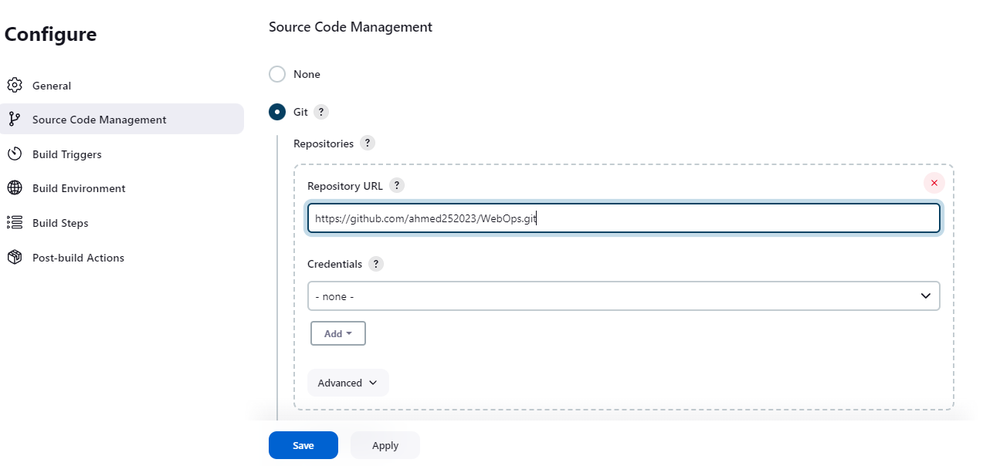 Configure
General
Source Code Management
Build Triggers
Build Environment
Build Steps
Post-build Actions
Source Code Management
None
Git ?
Repositories ?
Repository URL ?
https://github.com/ahmed252023/WebOps.git
Credentials ?
- none -
Add
Advanced
Save
Apply